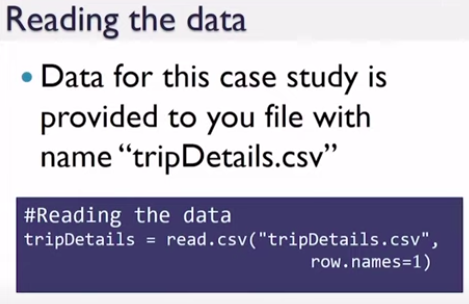 Reading the data
• Data for this case study is
provided to you file with
name “tripDetails.csv”
#Reading the data
tripDetails = read.csv("tripDetails.csv",
row.names=1)